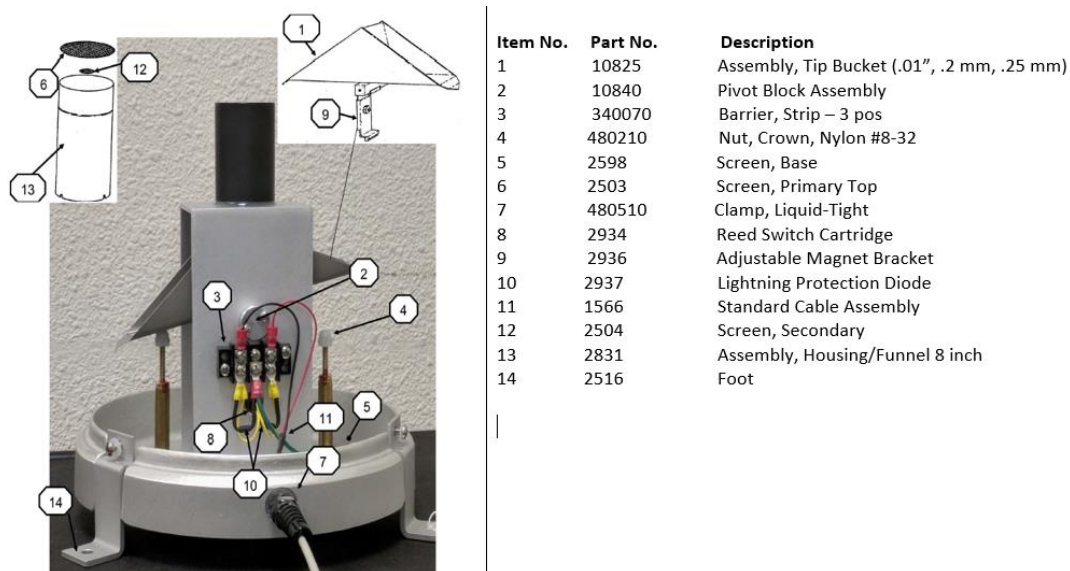 1
6
12
9
13
2
3
4
5
11
8
7
10
14
Item No. Part No. Description
1 10825 Assembly, Tip Bucket (.01”, .2 mm, .25 mm)
2 10840 Pivot Block Assembly
3 340070 Barrier, Strip – 3 pos
4 480210 Nut, Crown, Nylon #8-32
5 2598 Screen, Base
6 2503 Screen, Primary Top
7 480510 Clamp, Liquid-Tight
8 2934 Reed Switch Cartridge
9 2936 Adjustable Magnet Bracket
10 2937 Lightning Protection Diode
11 1566 Standard Cable Assembly
12 2504 Screen, Secondary
13 2831 Assembly, Housing/Funnel 8 inch
14 2516 Foot